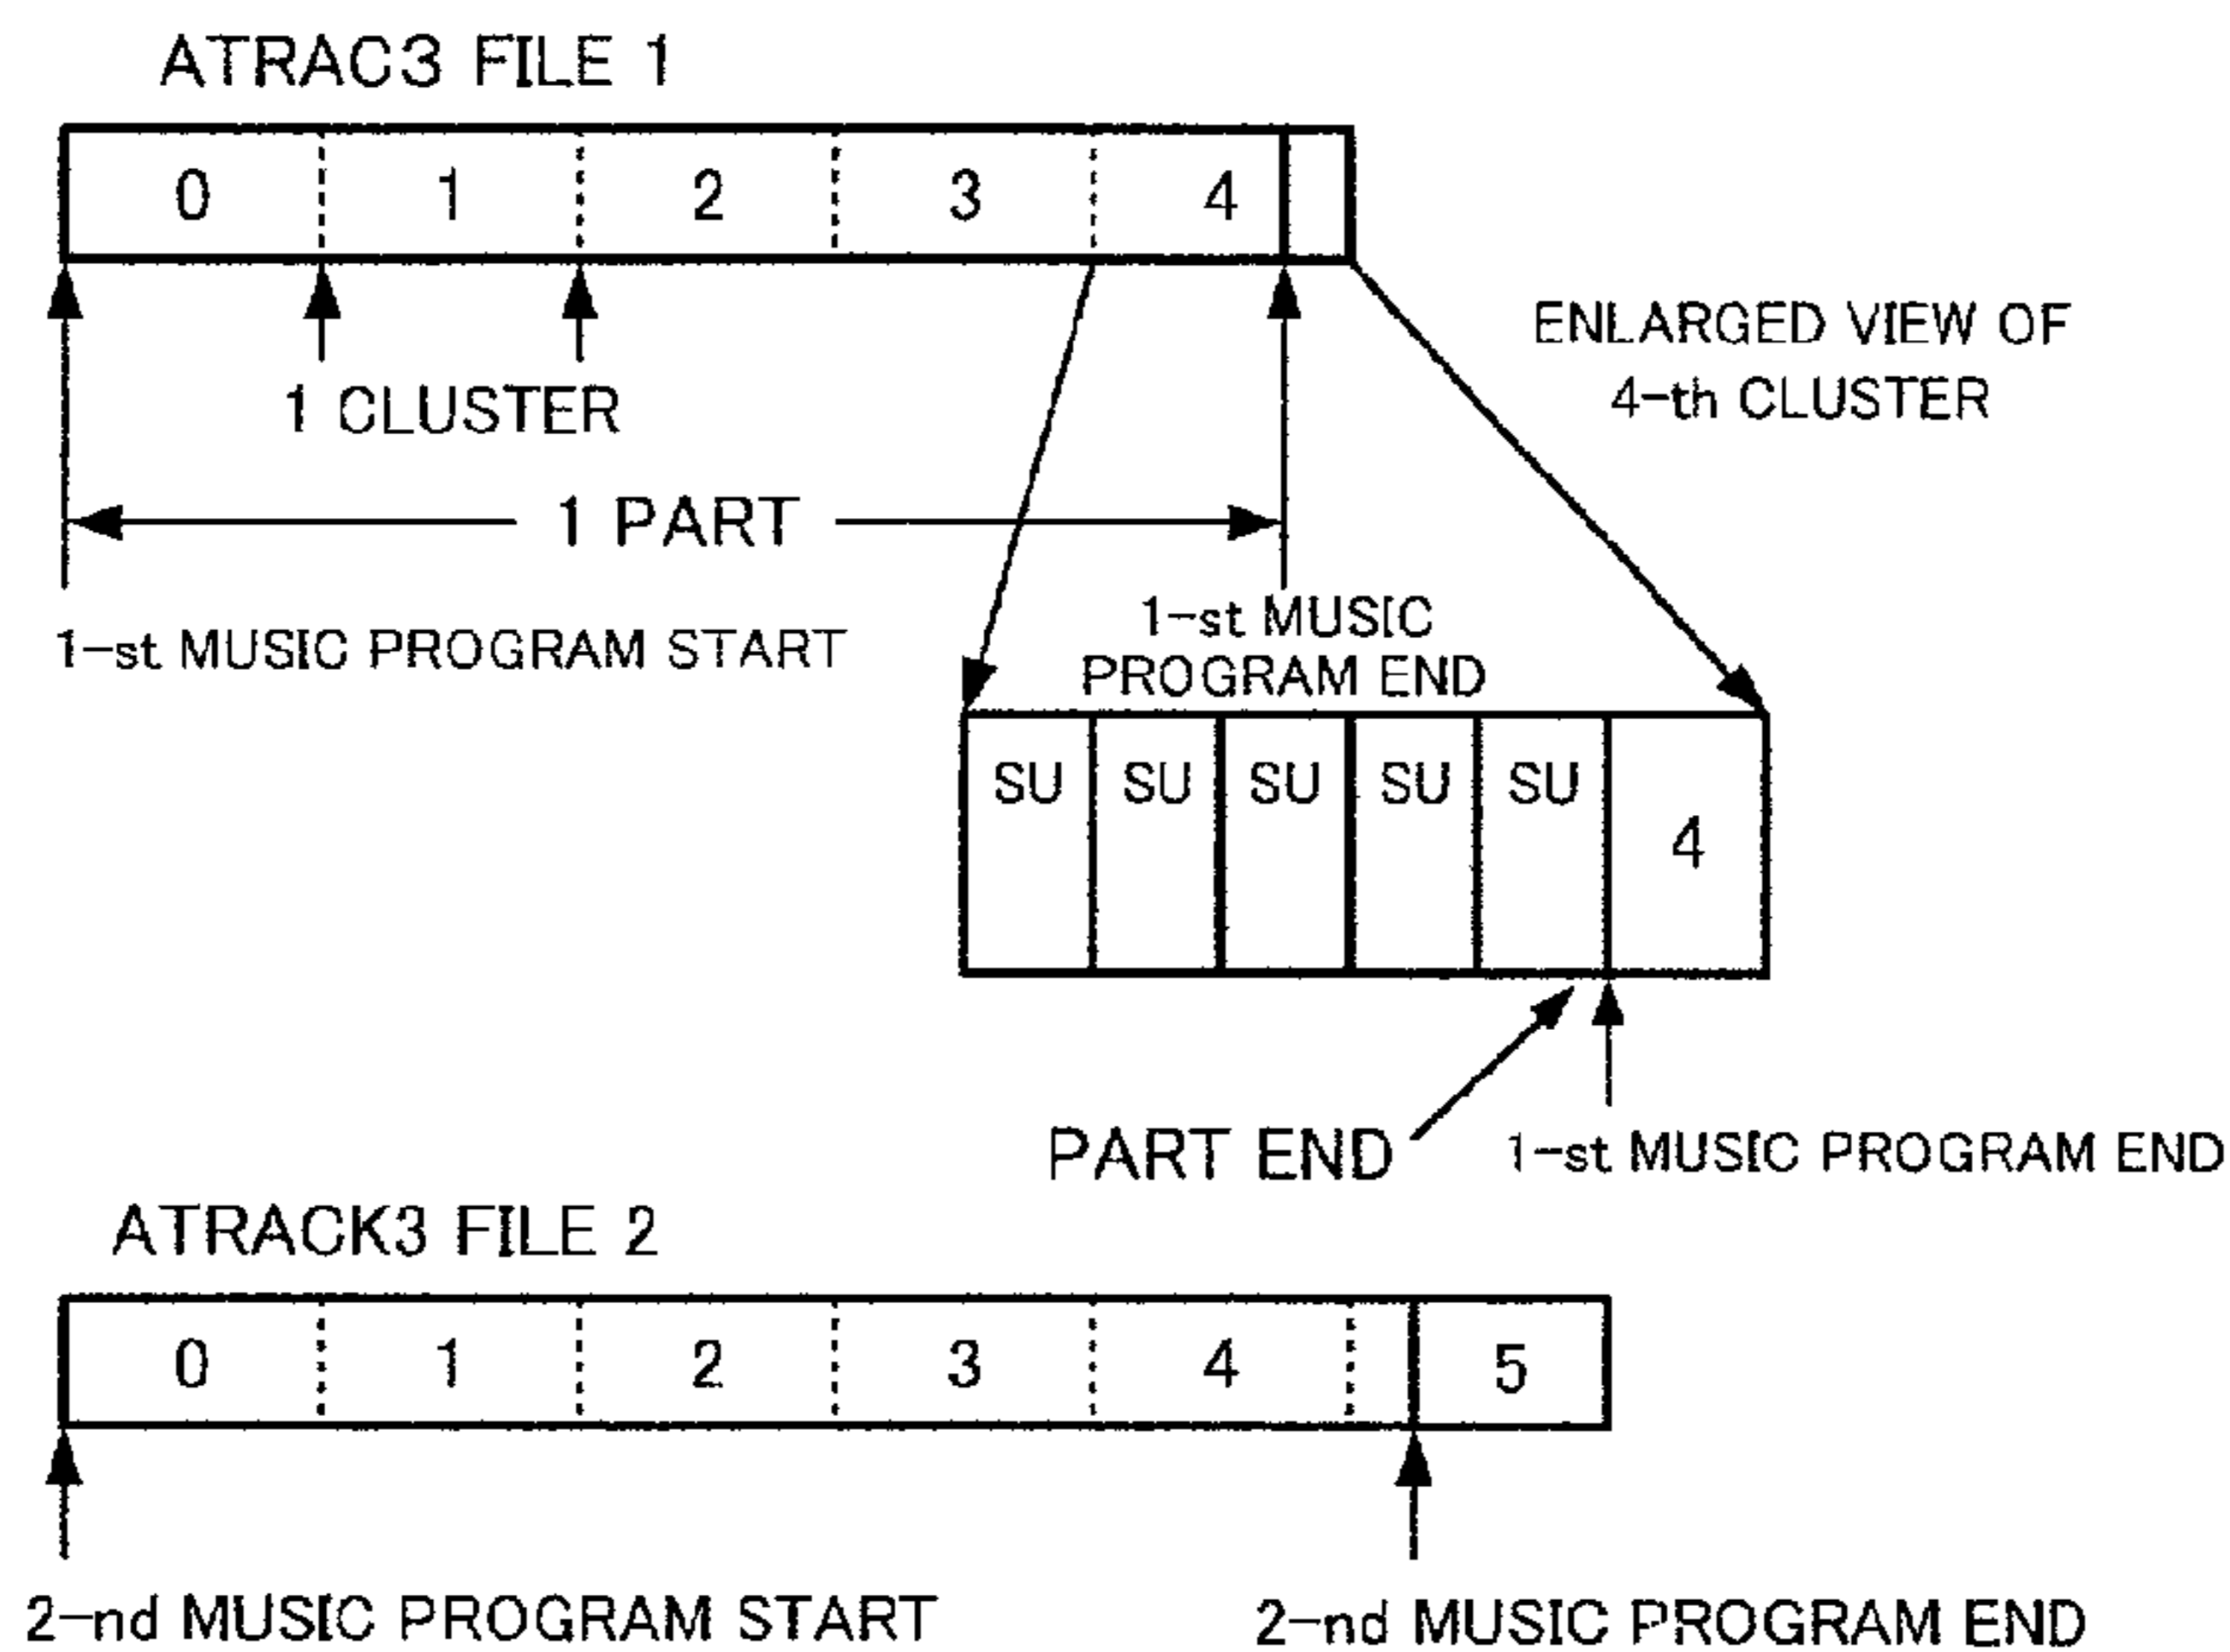 ATRAC3 FILE 1
0 1 2 3 4
1 CLUSTER
ENLARGED VIEW OF
4-th CLUSTER
1 PART
1-st MUSIC PROGRAM START
1-st MUSIC
PROGRAM END
SU SU SU SU SU
4
PART END
1-st MUSIC PROGRAM END
ATRACK3 FILE 2
0 1 2 3 4 5
2-nd MUSIC PROGRAM START
2-nd MUSIC PROGRAM END